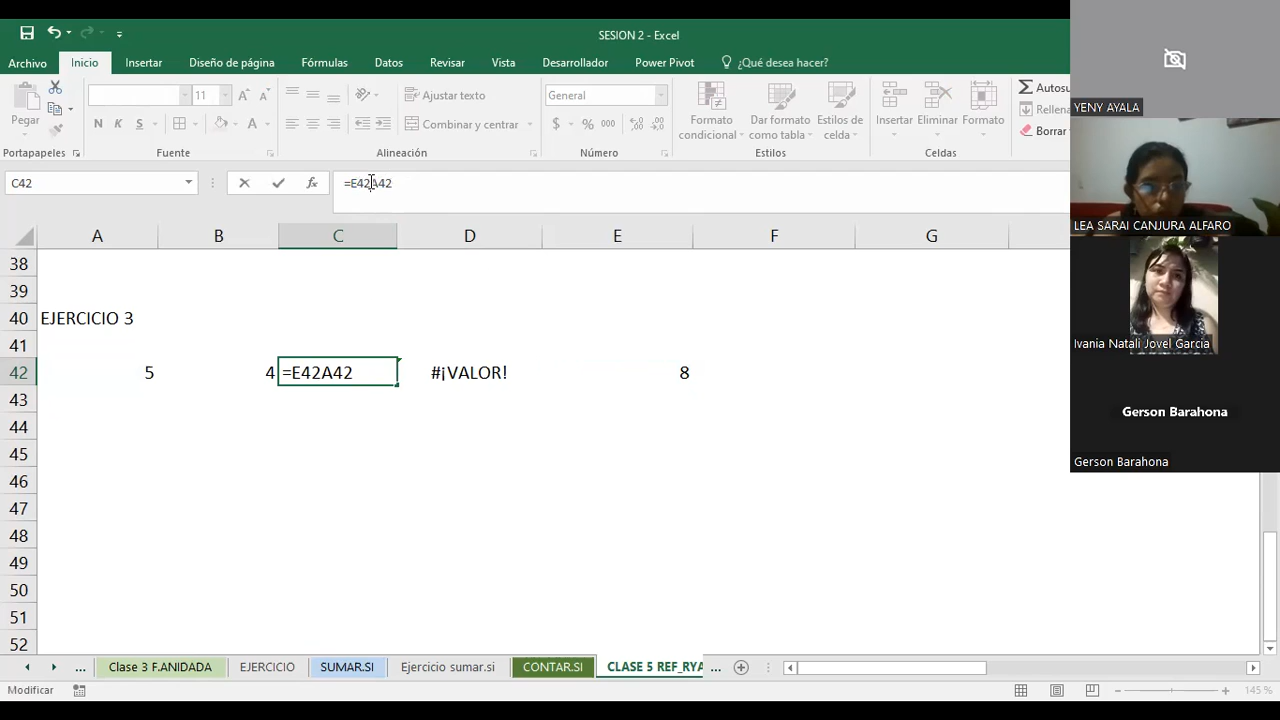 SESION 2 - Excel
Archivo Inicio Insertar Diseño de página Fórmulas Datos Revisar Vista Desarrollador Power Pivot ¿Qué desea hacer?
Pegar
11
N K S
A A
Ajustar texto
Combinar y centrar
General
$ % 000
Formato condicional
Dar formato como tabla
Estilos de celda
Insertar Eliminar Formato
Autosu
Rellena
Borrar
Portapapeles Fuente Alineación Número Estilos Celdas
C42 fx =E42A42
A B C D E F G
38
39
40 EJERCICIO 3
41
42 5 4 =E42A42 #¡VALOR! 8
43
44
45
46
47
48
49
50
51
52
... Clase 3 F.ANIDADA EJERCICIO SUMAR.SI Ejercicio sumar.si CONTAR.SI CLASE 5 REF_RYA ...
Modificar 145 %
YENY AYALA
LEA SARAI CANJURA ALFARO
Ivania Natali Jovel Garcia
Gerson Barahona
Gerson Barahona